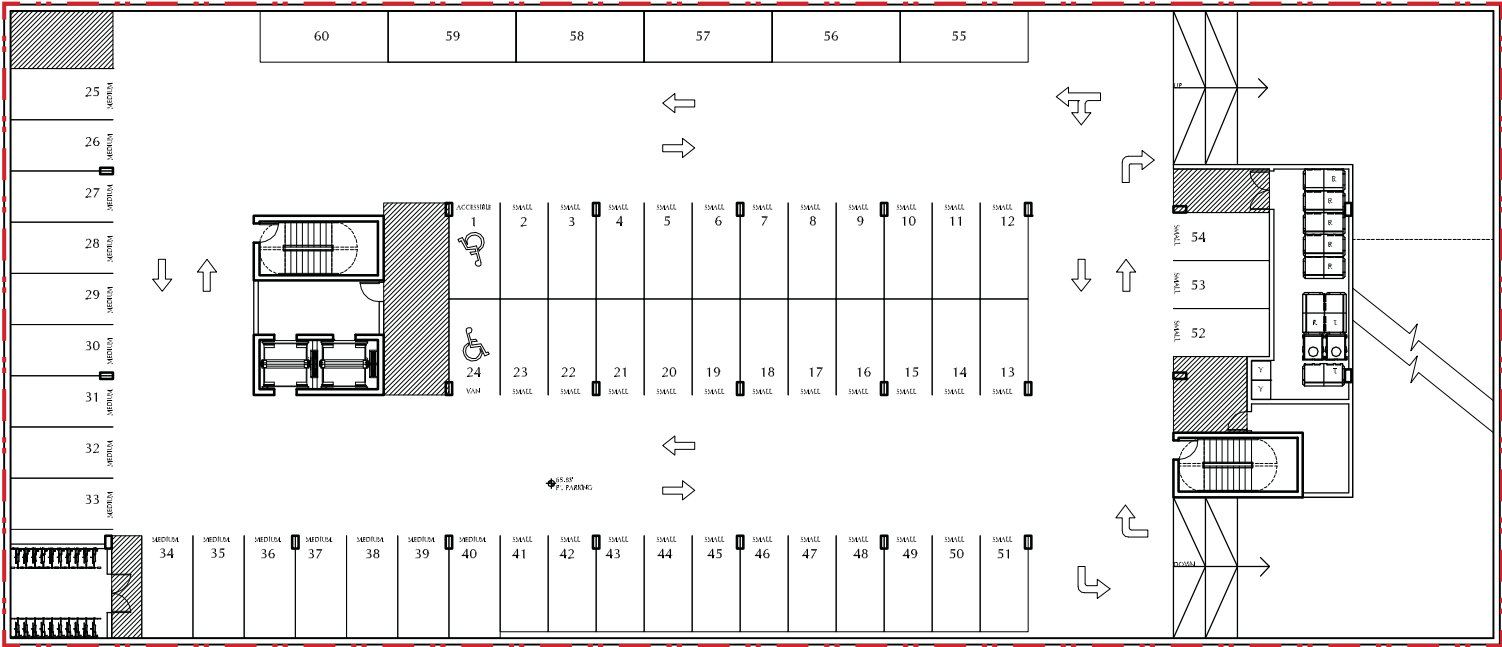 60 59 58 57 56 55
25 MEDIUM
UP
26 MEDIUM
27 MEDIUM
R
R
R
R
R
ACCESSIBLE SMALL SMALL SMALL SMALL SMALL SMALL SMALL SMALL SMALL SMALL SMALL
1 2 3 4 5 6 7 8 9 10 11 12
54 SMALL
28 MEDIUM
53 SMALL
29 MEDIUM
R
52 SMALL
30 MEDIUM
24 23 22 21 20 19 18 17 16 15 14 13
VAN SMALL SMALL SMALL SMALL SMALL SMALL SMALL SMALL SMALL SMALL SMALL
Y
Y
31 MEDIUM
32 MEDIUM
33 MEDIUM
P1 PARKING
MEDIUM MEDIUM MEDIUM MEDIUM MEDIUM MEDIUM MEDIUM SMALL SMALL SMALL SMALL SMALL SMALL SMALL SMALL SMALL SMALL SMALL
34 35 36 37 38 39 40 41 42 43 44 45 46 47 48 49 50 51
DOWN